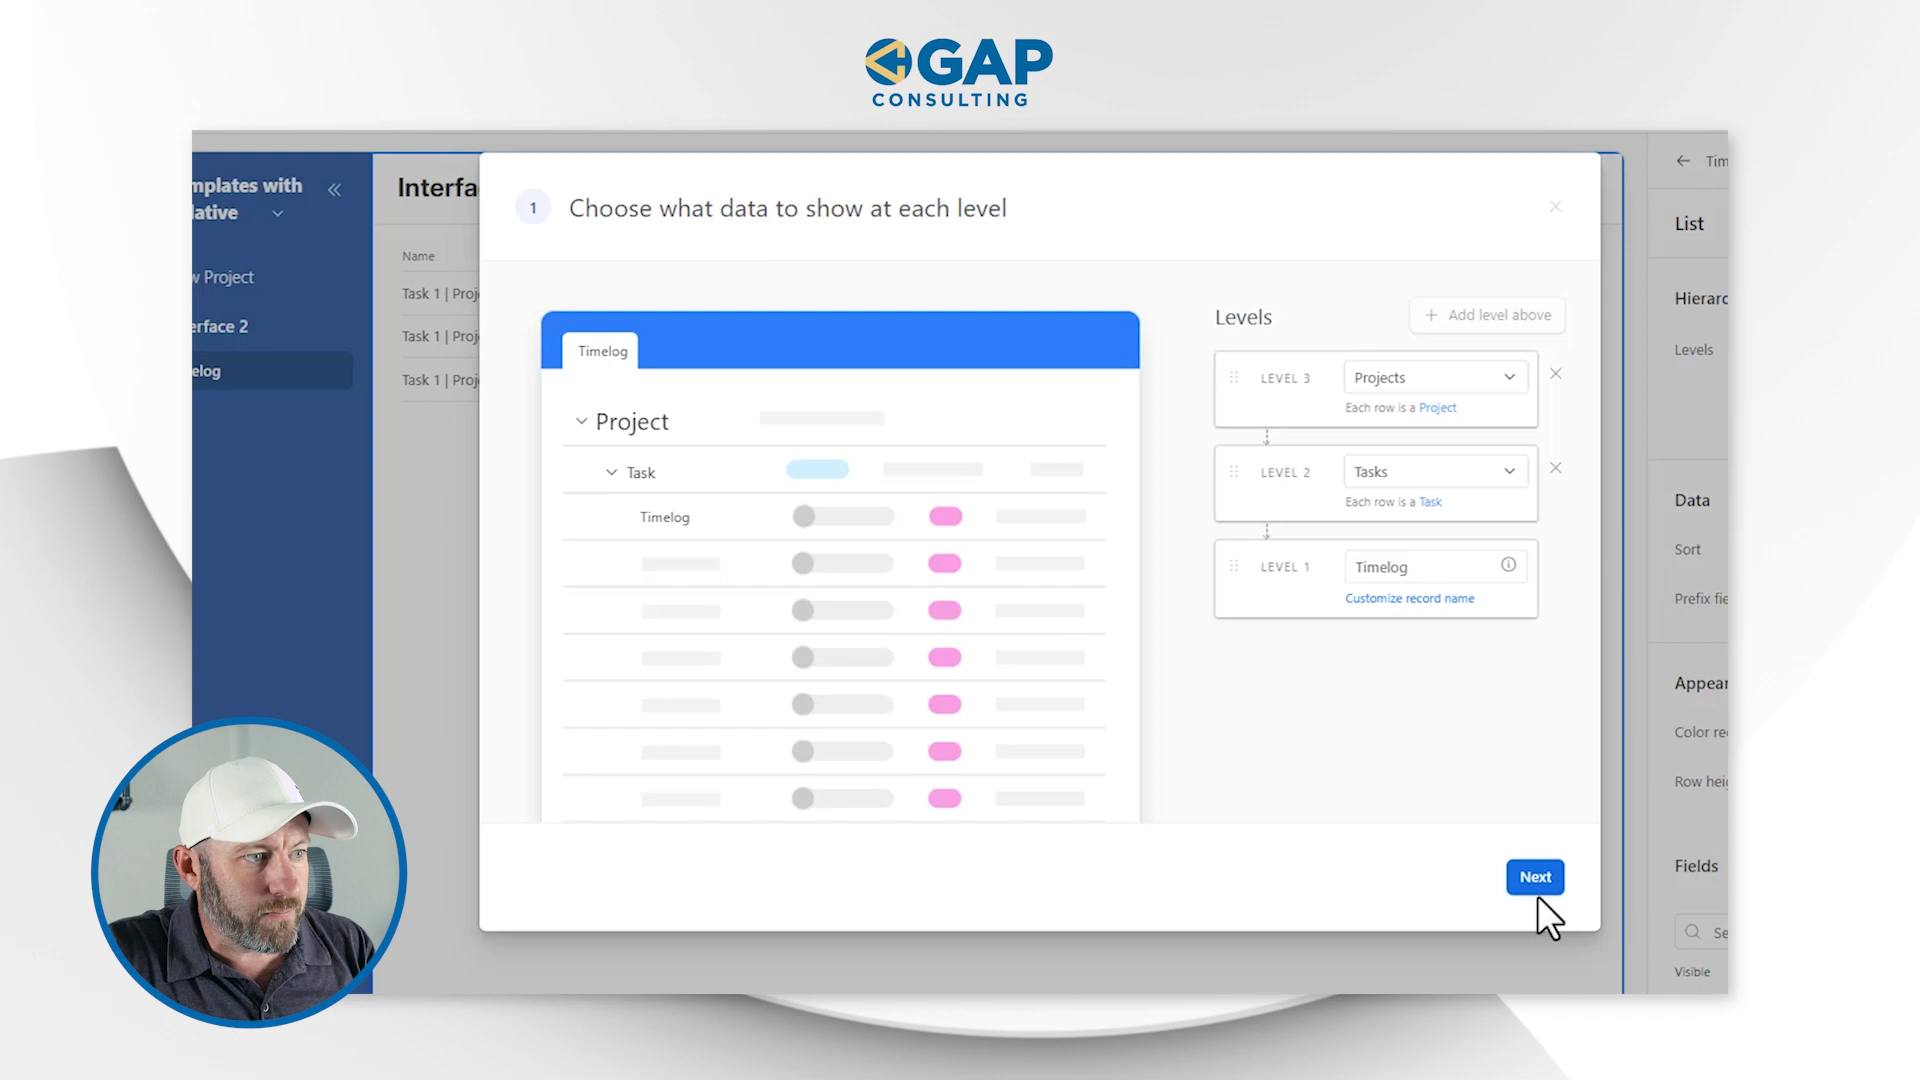 GAP
CONSULTING
mplates with
lative
w Project
erface 2
elog
Interfa
Name
Task 1 | Proj
Task 1 | Proj
Task 1 | Proj
1 Choose what data to show at each level
Timelog
Project
Task
Timelog
Levels
Add level above
LEVEL 3 Projects
Each row is a Project
LEVEL 2 Tasks
Each row is a Task
LEVEL 1 Timelog
Customize record name
Next
Tim
List
Hierarc
Levels
Data
Sort
Prefix fie
Appear
Color rec
Row heig
Fields
Se
Visible